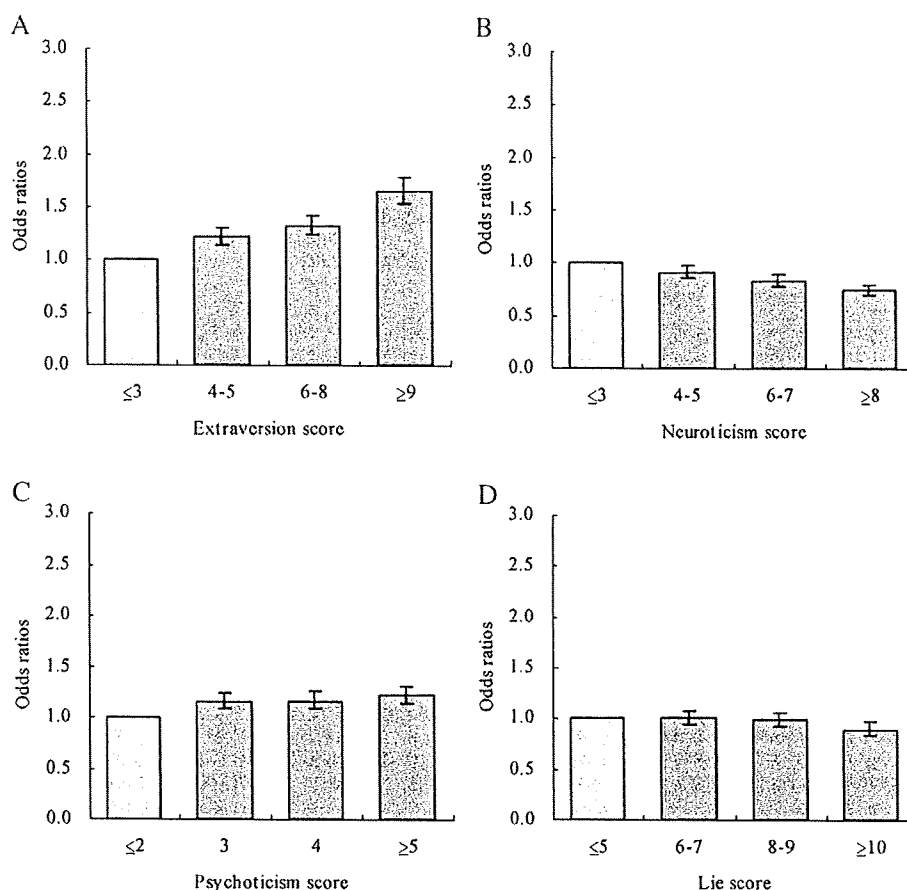 A
3.0
2.5
2.0
1.5
1.0
0.5
0.0
Odds ratios
≤3 4-5 6-8 ≥9
Extraversion score
B
3.0
2.5
2.0
1.5
1.0
0.5
0.0
Odds ratios
≤3 4-5 6-7 ≥8
Neuroticism score
C
3.0
2.5
2.0
1.5
1.0
0.5
0.0
Odds ratios
≤2 3 4 ≥5
Psychoticism score
D
3.0
2.5
2.0
1.5
1.0
0.5
0.0
Odds ratios
≤5 6-7 8-9 ≥10
Lie score